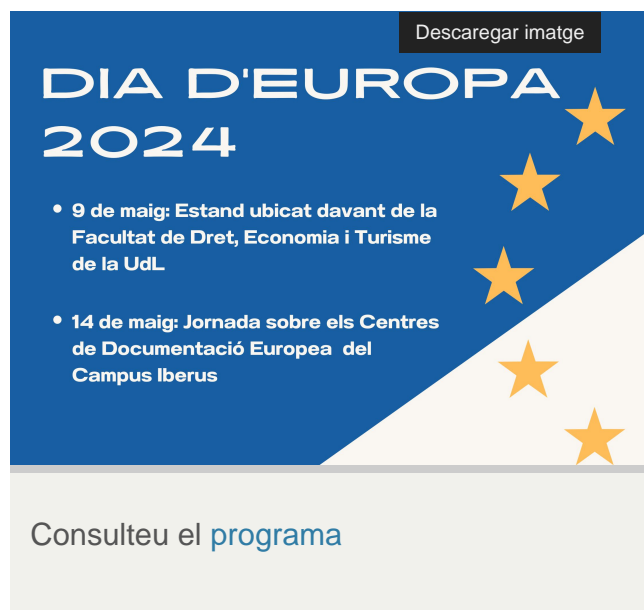 Descaregar imatge
DIA D'EUROPA
2024
• 9 de maig: Estand ubicat davant de la
Facultat de Dret, Economia i Turisme
de la UdL
• 14 de maig: Jornada sobre els Centres
de Documentació Europea del
Campus Iberus
Consulteu el programa